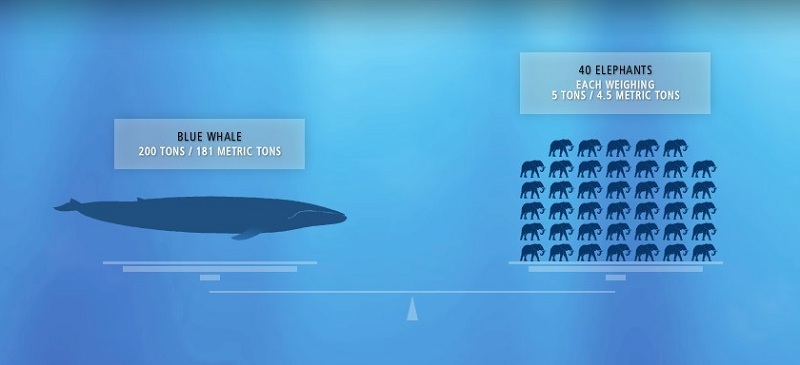 BLUE WHALE
200 TONS / 181 METRIC TONS
40 ELEPHANTS
EACH WEIGHING
5 TONS / 4.5 METRIC TONS